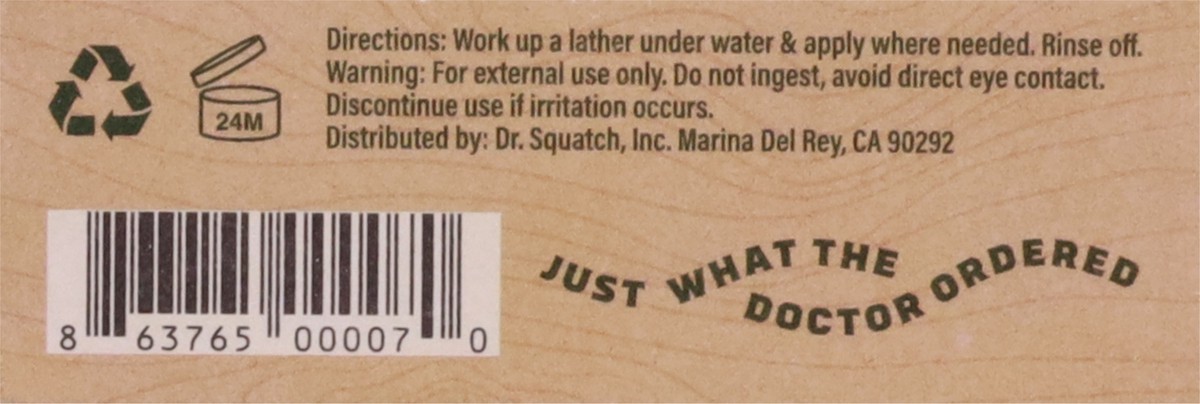 Directions: Work up a lather under water & apply where needed. Rinse off.
Warning: For external use only. Do not ingest, avoid direct eye contact.
Discontinue use if irritation occurs.
Distributed by: Dr. Squatch, Inc. Marina Del Rey, CA 90292
24M
8 63765 00007 0
JUST WHAT THE DOCTOR ORDERED